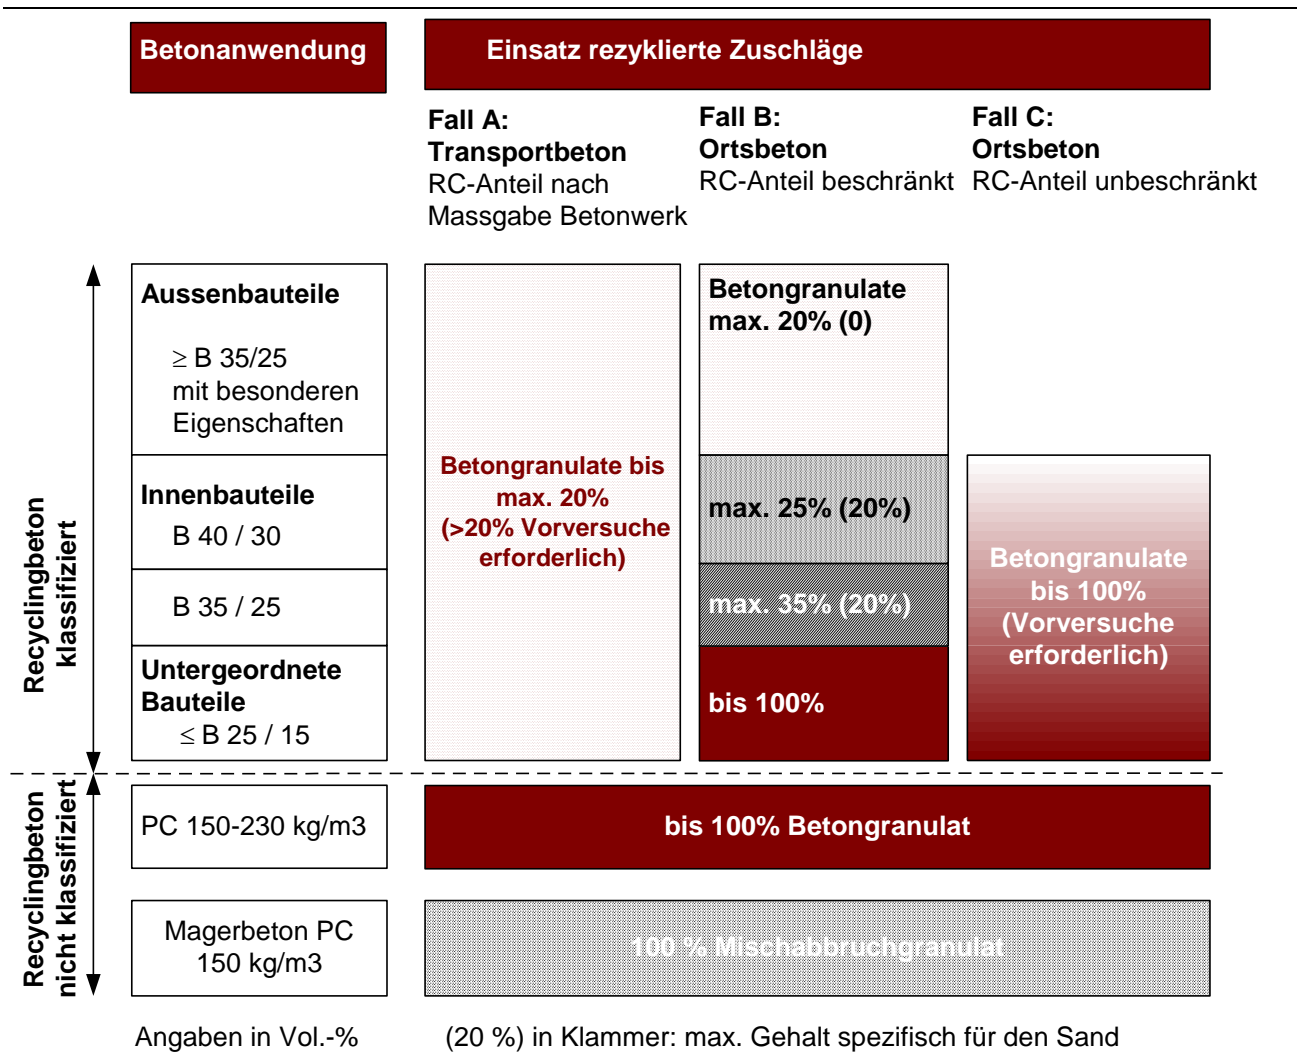 Betonanwendung
Einsatz rezyklierte Zuschläge
Fall A:
Transportbeton
RC-Anteil nach
Massgabe Betonwerk
Fall B:
Ortsbeton
RC-Anteil beschränkt
Fall C:
Ortsbeton
RC-Anteil unbeschränkt
Recyclingbeton
klassifiziert
Aussenbauteile
≥ B 35/25
mit besonderen
Eigenschaften
Innenbauteile
B 40 / 30
B 35 / 25
Untergeordnete
Bauteile
≤ B 25 / 15
Betongranulate bis
max. 20%
(>20% Vorversuche
erforderlich)
Betongranulate
max. 20% (0)
max. 25% (20%)
max. 35% (20%)
bis 100%
Betongranulate
bis 100%
(Vorversuche
erforderlich)
Recyclingbeton
nicht klassifiziert
PC 150-230 kg/m3
bis 100% Betongranulat
Magerbeton PC
150 kg/m3
100 % Mischabbruchgranulat
Angaben in Vol.-%
(20 %) in Klammer: max. Gehalt spezifisch für den Sand